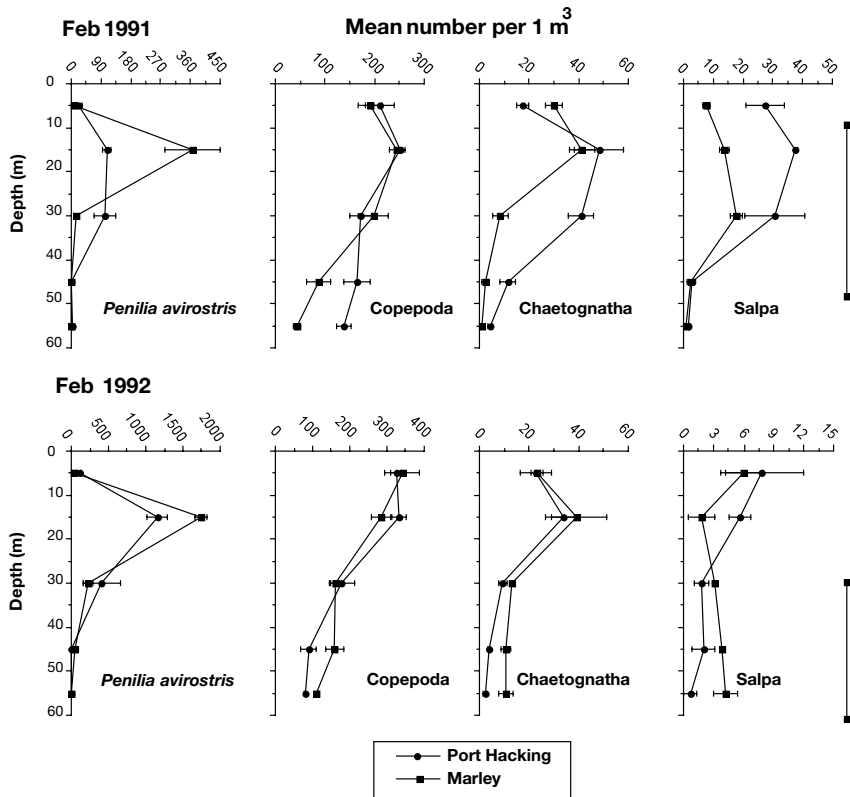 Feb 1991
Mean number per 1 m³
0 90 180 270 360 450
0 100 200 300
0 20 40 60
0 10 20 30 40 50
Depth (m)
0
10
20
30
40
50
60
Penilia avirostris
Copepoda
Chaetognatha
Salpa
Feb 1992
0 500 1000 1500 2000
0 100 200 300 400
0 20 40 60
0 3 6 9 12 15
Depth (m)
0
10
20
30
40
50
60
Penilia avirostris
Copepoda
Chaetognatha
Salpa
Port Hacking
Marley